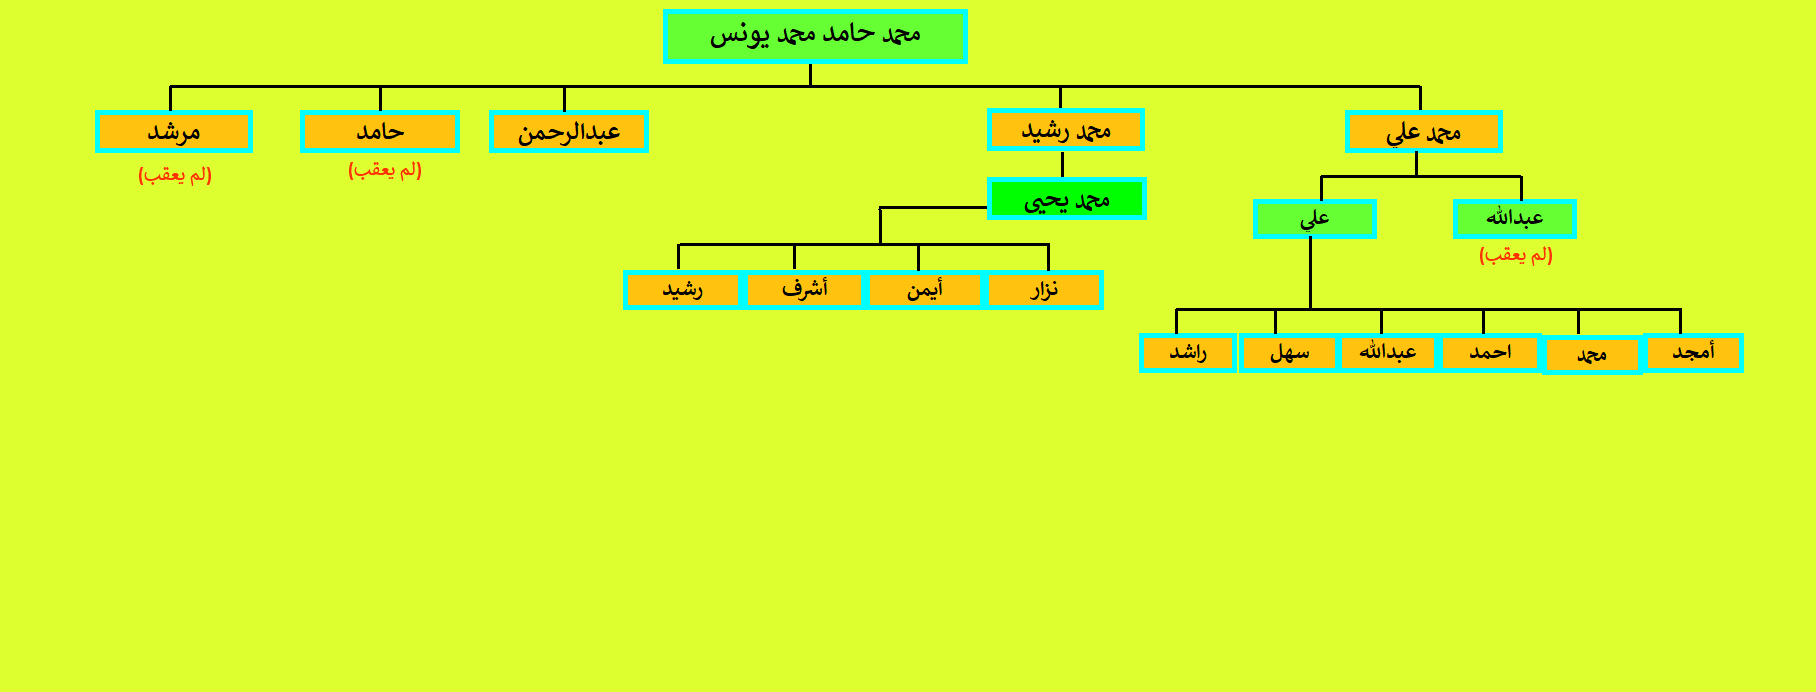 محمد حامد محمد يونس
محمد علي
محمد رشيد
عبدالرحمن
حامد
مرشد
(لم يعقب)
(لم يعقب)
محمد يحيى
عبدالله
علي
(لم يعقب)
نزار
أيمن
أشرف
رشيد
أمجد
محمد
احمد
عبدالله
سهل
راشد